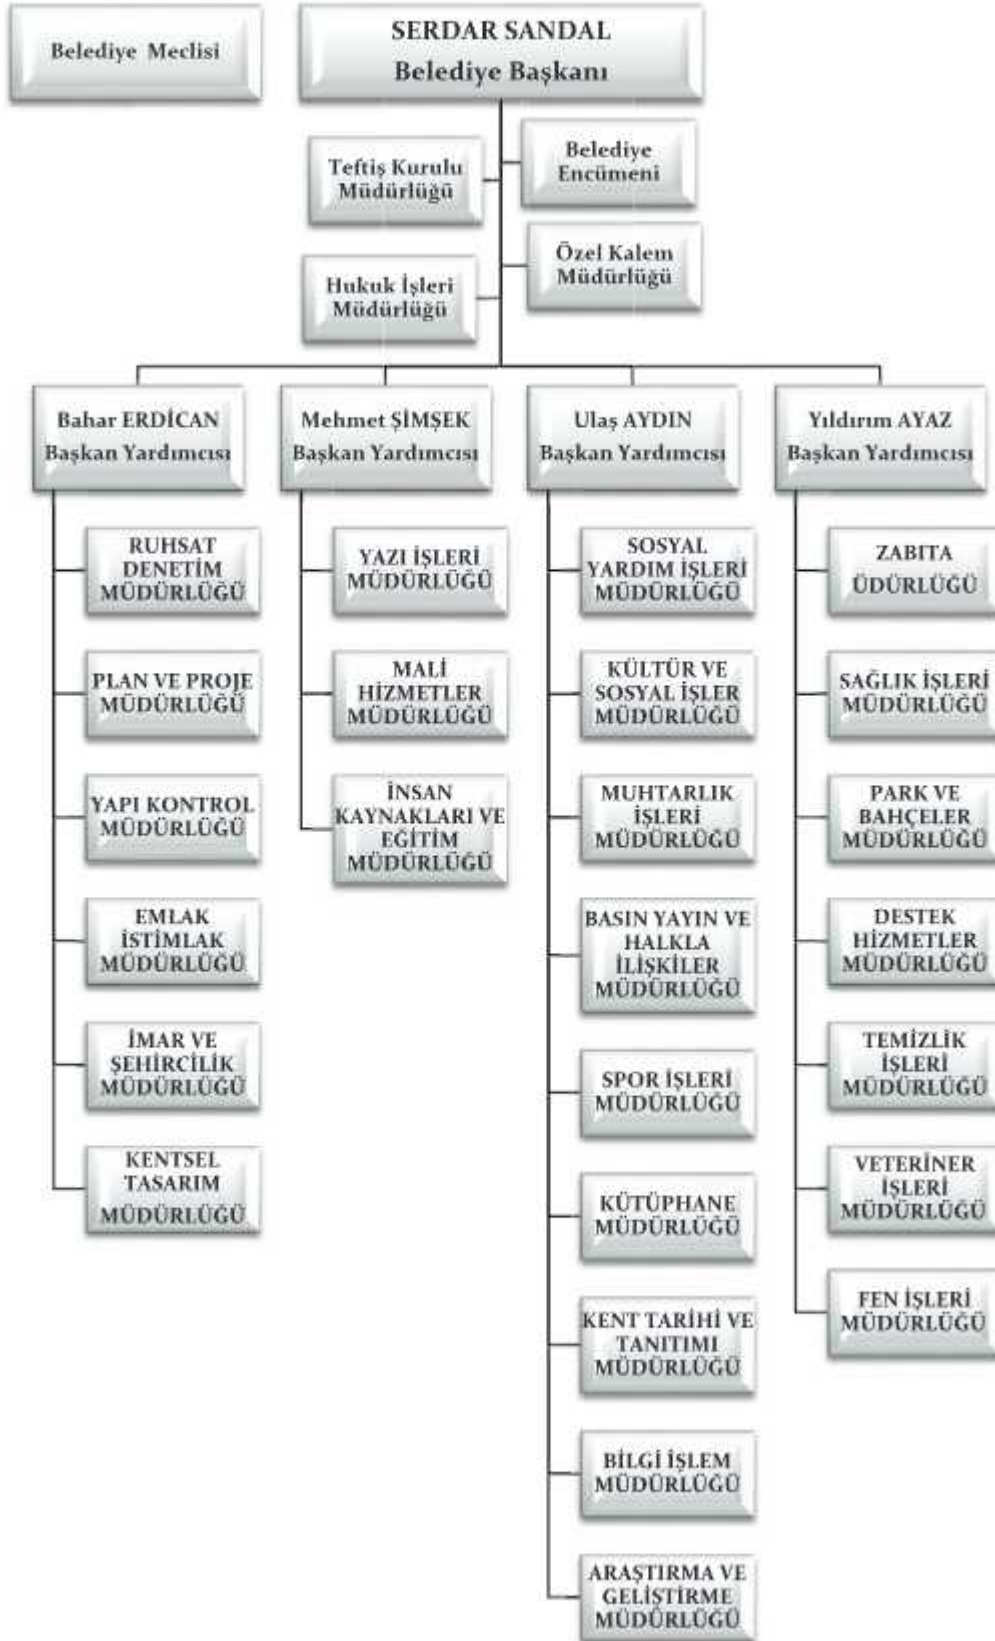 Belediye Meclisi
SERDAR SANDAL
Belediye Başkanı
Teftiş Kurulu
Müdürlüğü
Belediye
Encümeni
Hukuk İşleri
Müdürlüğü
Özel Kalem
Müdürlüğü
Bahar ERDİCAN
Başkan Yardımcısı
RUHSAT
DENETİM
MÜDÜRLÜĞÜ
PLAN VE PROJE
MÜDÜRLÜĞÜ
YAPI KONTROL
MÜDÜRLÜĞÜ
EMLAK
İSTİMLAK
MÜDÜRLÜĞÜ
İMAR VE
ŞEHİRCİLİK
MÜDÜRLÜĞÜ
KENTSEL
TASARIM
MÜDÜRLÜĞÜ
Mehmet ŞİMŞEK
Başkan Yardımcısı
YAZI İŞLERİ
MÜDÜRLÜĞÜ
MALİ
HİZMETLER
MÜDÜRLÜĞÜ
İNSAN
KAYNAKLARI VE
EĞİTİM
MÜDÜRLÜĞÜ
Ulaş AYDIN
Başkan Yardımcısı
SOSYAL
YARDIM İŞLERİ
MÜDÜRLÜĞÜ
KÜLTÜR VE
SOSYAL İŞLER
MÜDÜRLÜĞÜ
MUHTARLIK
İŞLERİ
MÜDÜRLÜĞÜ
BASIN YAYIN VE
HALKLA
İLİŞKİLER
MÜDÜRLÜĞÜ
SPOR İŞLERİ
MÜDÜRLÜĞÜ
KÜTÜPHANE
MÜDÜRLÜĞÜ
KENT TARİHİ VE
TANITIMI
MÜDÜRLÜĞÜ
BİLGİ İŞLEM
MÜDÜRLÜĞÜ
ARAŞTIRMA VE
GELİŞTİRME
MÜDÜRLÜĞÜ
Yıldırım AYAZ
Başkan Yardımcısı
ZABITA
ÜDÜRLÜĞÜ
SAĞLIK İŞLERİ
MÜDÜRLÜĞÜ
PARK VE
BAHÇELER
MÜDÜRLÜĞÜ
DESTEK
HİZMETLER
MÜDÜRLÜĞÜ
TEMİZLİK
İŞLERİ
MÜDÜRLÜĞÜ
VETERİNER
İŞLERİ
MÜDÜRLÜĞÜ
FEN İŞLERİ
MÜDÜRLÜĞÜ